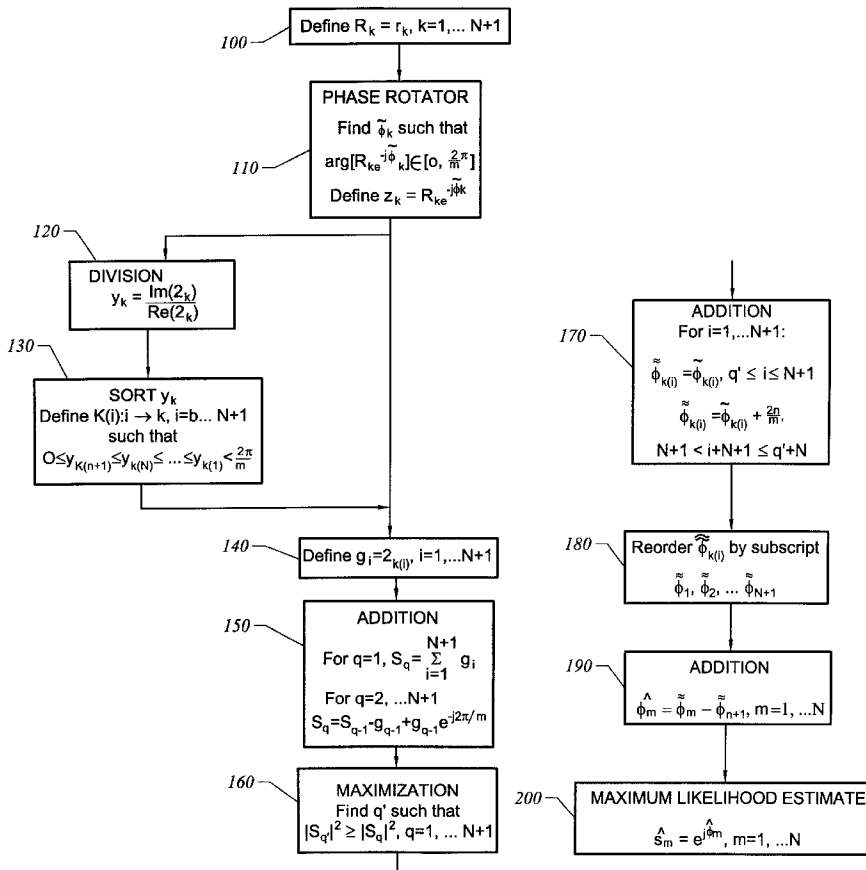 100
Define R_k = r_k, k=1,... N+1
110
PHASE ROTATOR
Find ϕ̃_k such that
arg[R_ke^-jϕ̃_k]∈[o, 2/m π]
Define z_k = R_ke^-jϕ̃k
120
DIVISION
y_k = Im(2_k)/Re(2_k)
130
SORT y_k
Define K(i):i → k, i=b... N+1
such that
O≤y_K(n+1)≤y_k(N)≤ ...≤y_k(1)<2π/m
140
Define g_i=2_k(i), i=1,...N+1
150
ADDITION
For q=1, S_q= N+1 Σ i=1 g_i
For q=2, ...N+1
S_q=S_q-1-g_q-1+g_q-1e^-j2π/m
160
MAXIMIZATION
Find q' such that
|S_q'|² ≥ |S_q|², q=1, ... N+1
170
ADDITION
For i=1,...N+1:
ϕ̃̃_k(i) =ϕ̃_k(i), q' ≤ i ≤ N+1
ϕ̃̃_k(i) =ϕ̃_k(i) + 2n/m,
N+1 < i+N+1 ≤ q'+N
180
Reorder ϕ̃̃_k(i) by subscript
ϕ̃̃_1, ϕ̃̃_2, ... ϕ̃̃_N+1
190
ADDITION
ϕ̂_m = ϕ̃̃_m − ϕ̃̃_n+1, m=1, ...N
200
MAXIMUM LIKELIHOOD ESTIMATE
ŝ_m = e^jϕ̂m, m=1, ...N